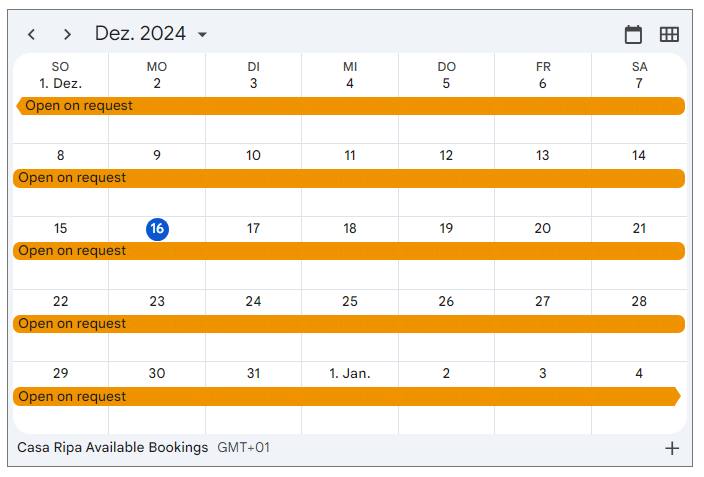 Dez. 2024
SO MO DI MI DO FR SA
1. Dez. 2 3 4 5 6 7
Open on request
8 9 10 11 12 13 14
Open on request
15 16 17 18 19 20 21
Open on request
22 23 24 25 26 27 28
Open on request
29 30 31 1. Jan. 2 3 4
Open on request
Casa Ripa Available Bookings GMT+01